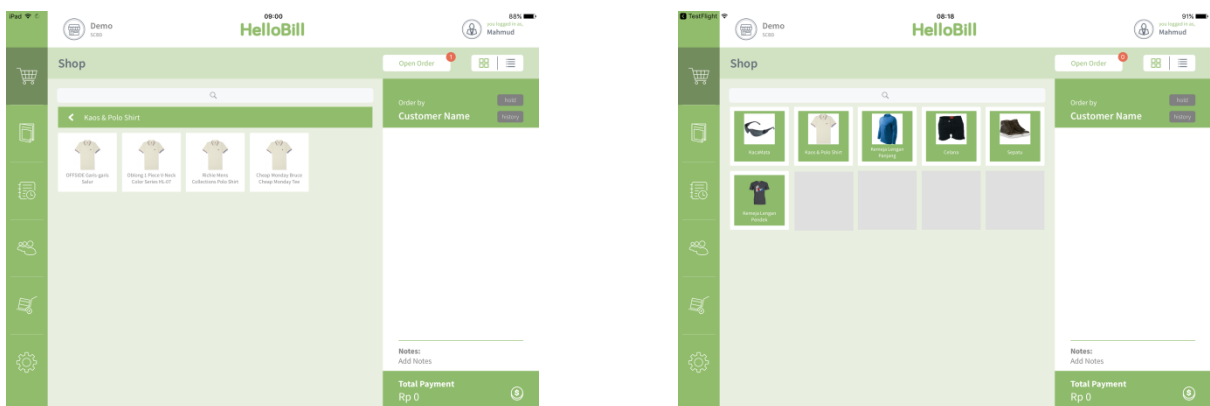 iPad
09:00
88%
Demo
HelloBill
you logged in as,
Mahmud
Shop
Open Order
1
Order by
hold
Customer Name
history
Kaos & Polo Shirt
OFFSIDE Garis-garis
Salur
Oblong 1 Piece V Neck
Color Series HL-07
Richie Mens
Collections Polo Shirt
Cheap Monday Bruce
Cheap Monday Tee
Notes:
Add Notes
Total Payment
Rp 0
TestFlight
08:18
91%
Demo
HelloBill
you logged in as,
Mahmud
Shop
Open Order
0
Order by
hold
Customer Name
history
KacaMata
Kaos & Polo Shirt
Kemeja Lengan
Panjang
Celana
Sepatu
Kemeja Lengan
Pendek
Notes:
Add Notes
Total Payment
Rp 0